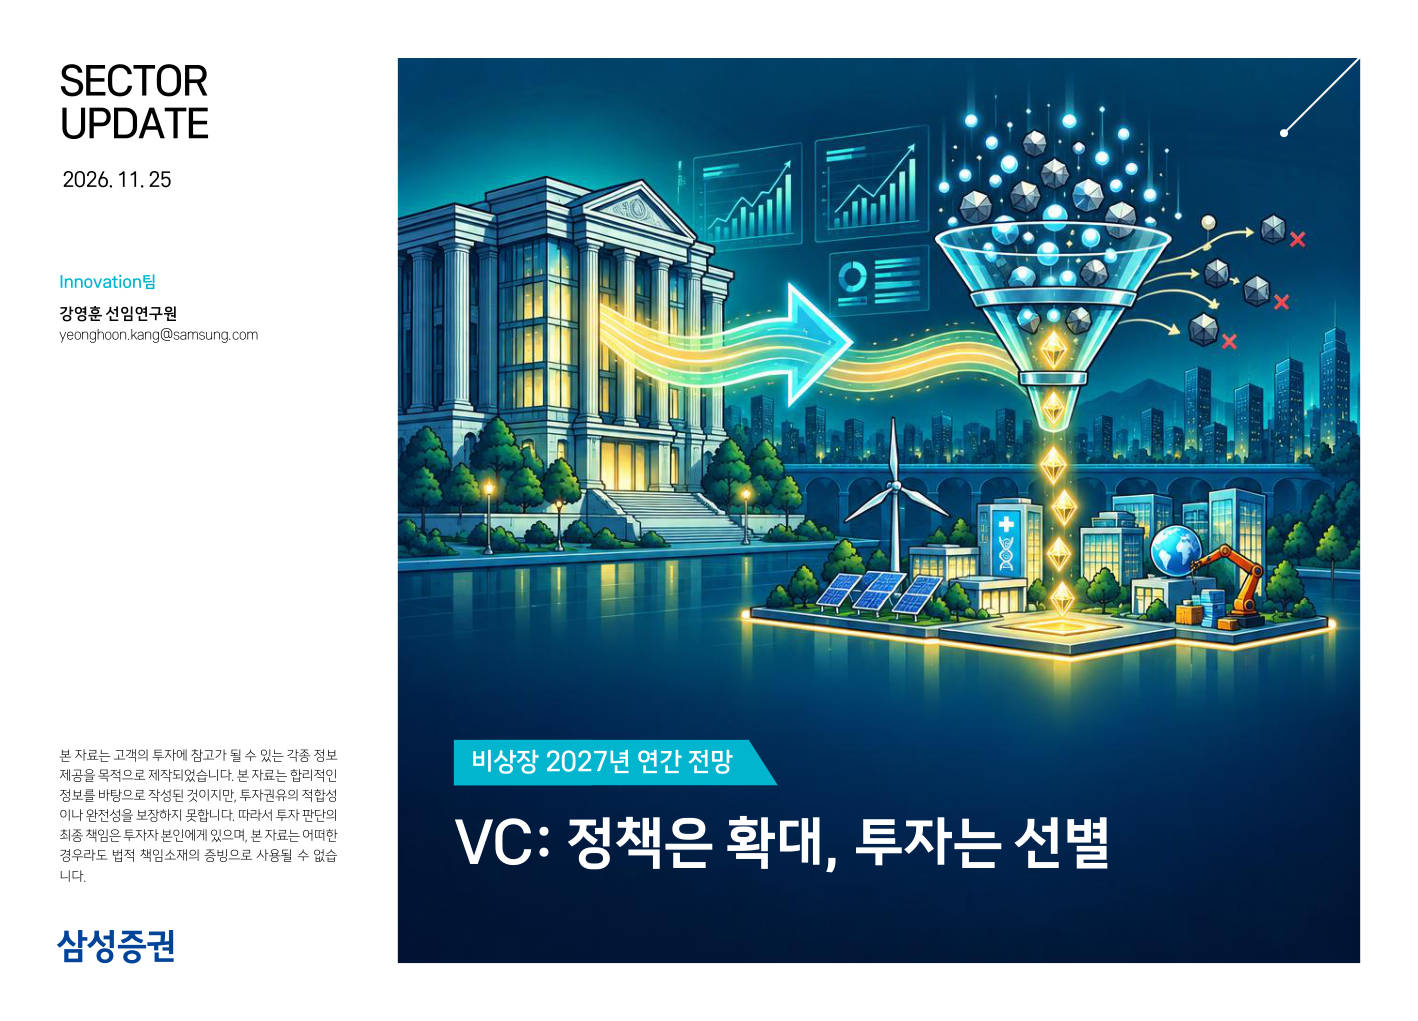 SECTOR
UPDATE
2026. 11. 25
Innovation팀
강영훈 선임연구원
yeonghoon.kang@samsung.com
본 자료는 고객의 투자에 참고가 될 수 있는 각종 정보
제공을 목적으로 제작되었습니다. 본 자료는 합리적인
정보를 바탕으로 작성된 것이지만, 투자권유의 적합성
이나 완전성을 보장하지 못합니다. 따라서 투자 판단의
최종 책임은 투자자 본인에게 있으며, 본 자료는 어떠한
경우라도 법적 책임소재의 증빙으로 사용될 수 없습
니다.
삼성증권
비상장 2027년 연간 전망
VC: 정책은 확대, 투자는 선별